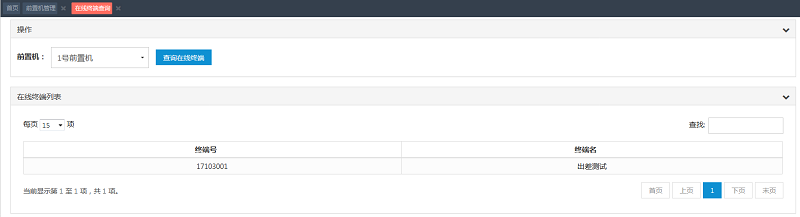 首页 前置机管理 在线终端查询
操作
前置机： 1号前置机 查询在线终端
在线终端列表
每页 15 项 查找:
终端号 终端名
17103001 出差测试
当前显示第 1 至 1 项，共 1 项。 首页 上页 1 下页 末页